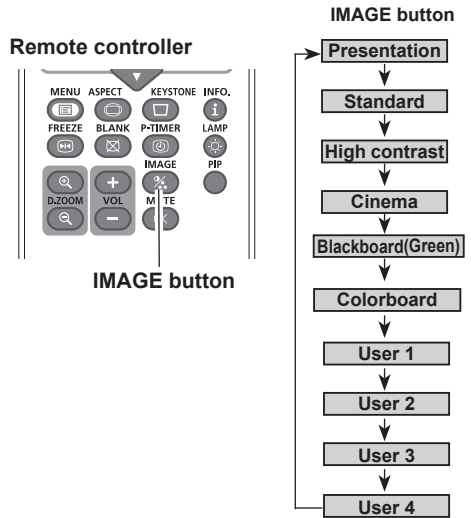 Remote controller
MENU ASPECT KEYSTONE INFO.
FREEZE BLANK P-TIMER LAMP
IMAGE PIP
D.ZOOM VOL MUTE
IMAGE button
IMAGE button
Presentation
Standard
High contrast
Cinema
Blackboard(Green)
Colorboard
User 1
User 2
User 3
User 4